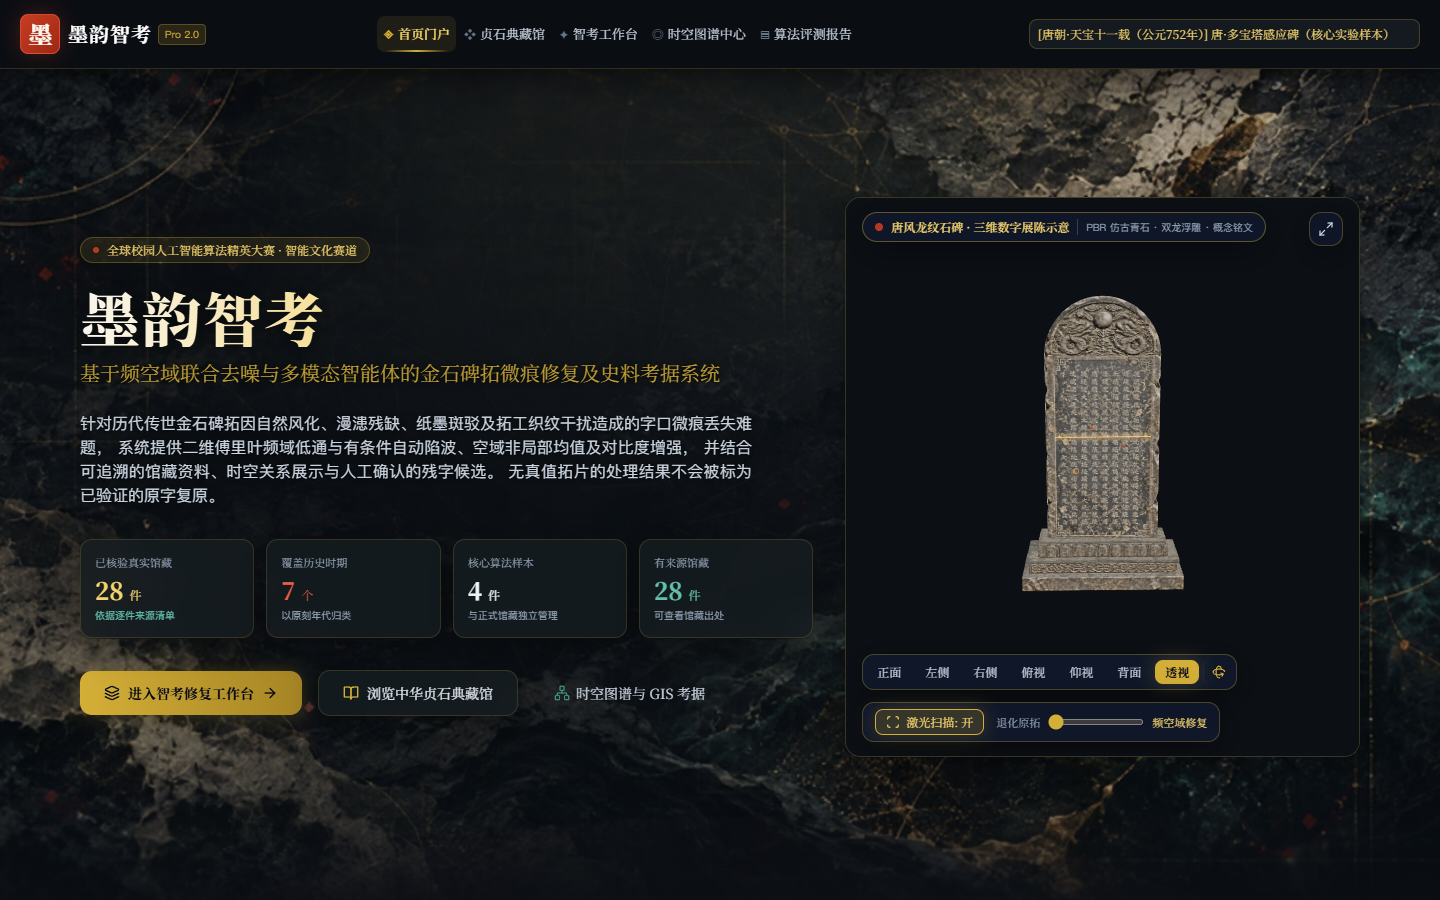 墨 墨韵智考 Pro 2.0
首页门户 贞石典藏馆 智考工作台 时空图谱中心 算法评测报告
[唐朝·天宝十一载（公元752年）] 唐·多宝塔感应碑（核心实验样本）
全球校园人工智能算法精英大赛 · 智能文化赛道
墨韵智考
基于频空域联合去噪与多模态智能体的金石碑拓微痕修复及史料考据系统
针对历代传世金石碑拓因自然风化、漫漶残缺、纸墨斑驳及拓工织纹干扰造成的字口微痕丢失难
题， 系统提供二维傅里叶频域低通与有条件自动陷波、空域非局部均值及对比度增强， 并结合
可追溯的馆藏资料、时空关系展示与人工确认的残字候选。 无真值拓片的处理结果不会被标为
已验证的原字复原。
已核验真实馆藏
28 件
依据逐件来源清单
覆盖历史时期
7 个
以原刻年代归类
核心算法样本
4 件
与正式馆藏独立管理
有来源馆藏
28 件
可查看馆藏出处
进入智考修复工作台 浏览中华贞石典藏馆 时空图谱与 GIS 考据
唐风龙纹石碑 · 三维数字展陈示意 PBR 仿古青石 · 双龙浮雕 · 概念铭文
正面 左侧 右侧 俯视 仰视 背面 透视
激光扫描: 开 退化原拓 频空域修复